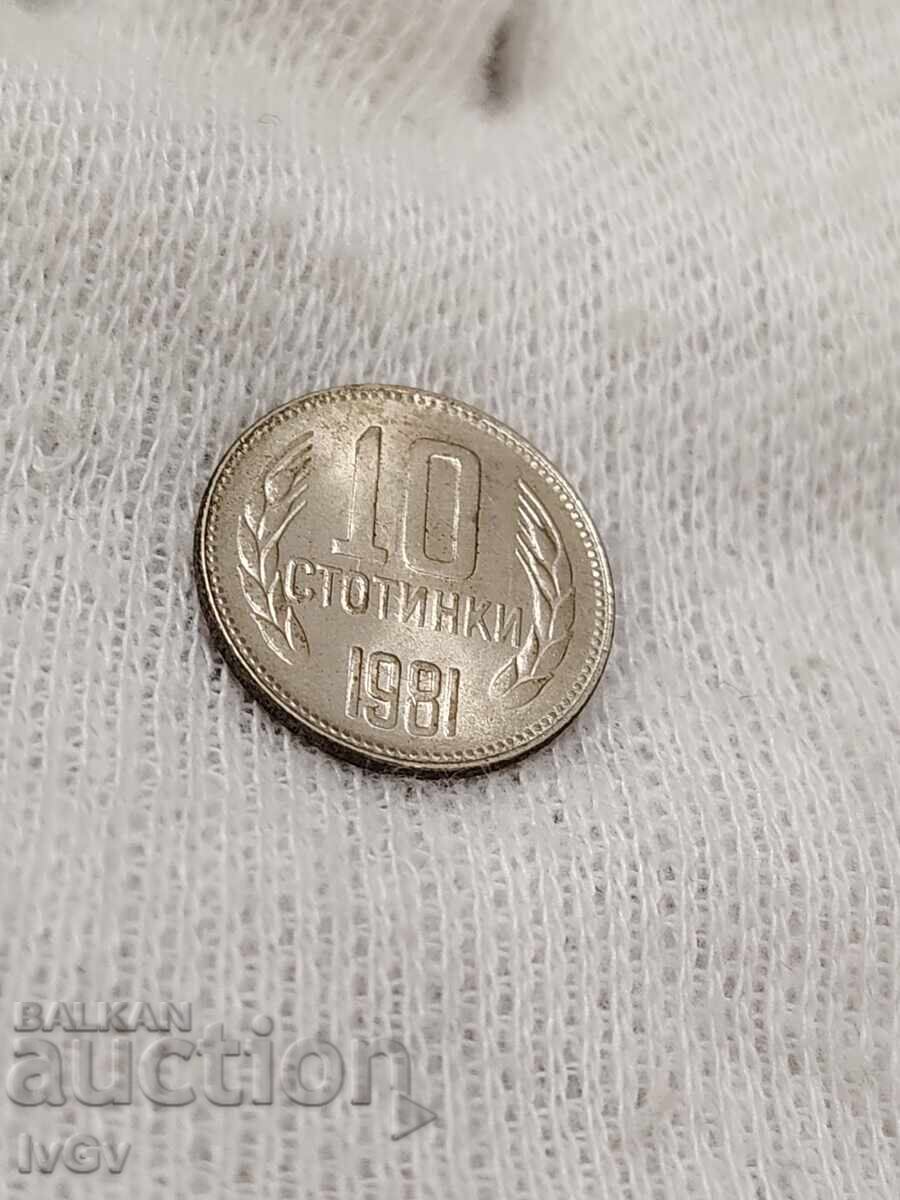 10
СТОТИНКИ
1981
BALKAN
auction
IvGv